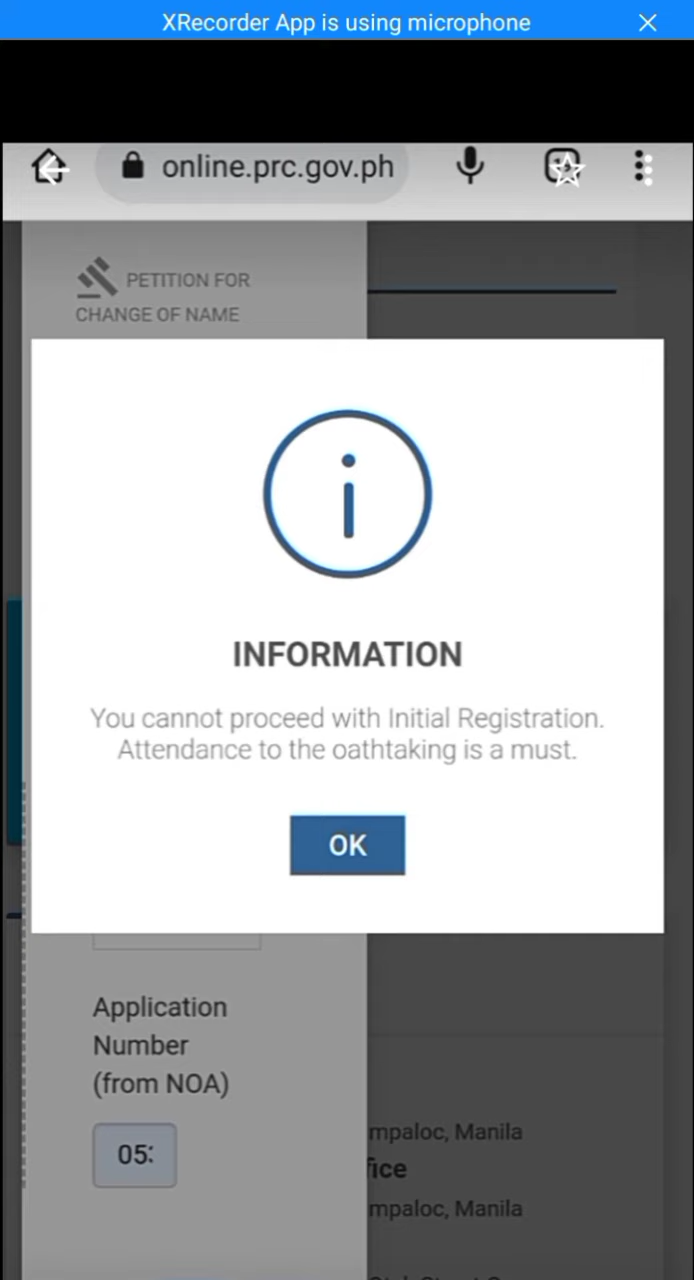 XRecorder App is using microphone
online.prc.gov.ph
PETITION FOR
CHANGE OF NAME
INFORMATION
You cannot proceed with Initial Registration.
Attendance to the oathtaking is a must.
OK
Application
Number
(from NOA)
05:
mpaloc, Manila
fice
mpaloc, Manila